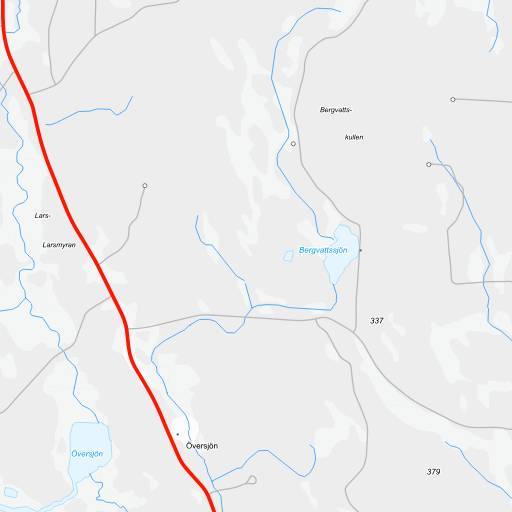 Bergvatts-
kullen
Lars-
Larsmyran
Bergvattssjön
337
Översjön
Översjön
379